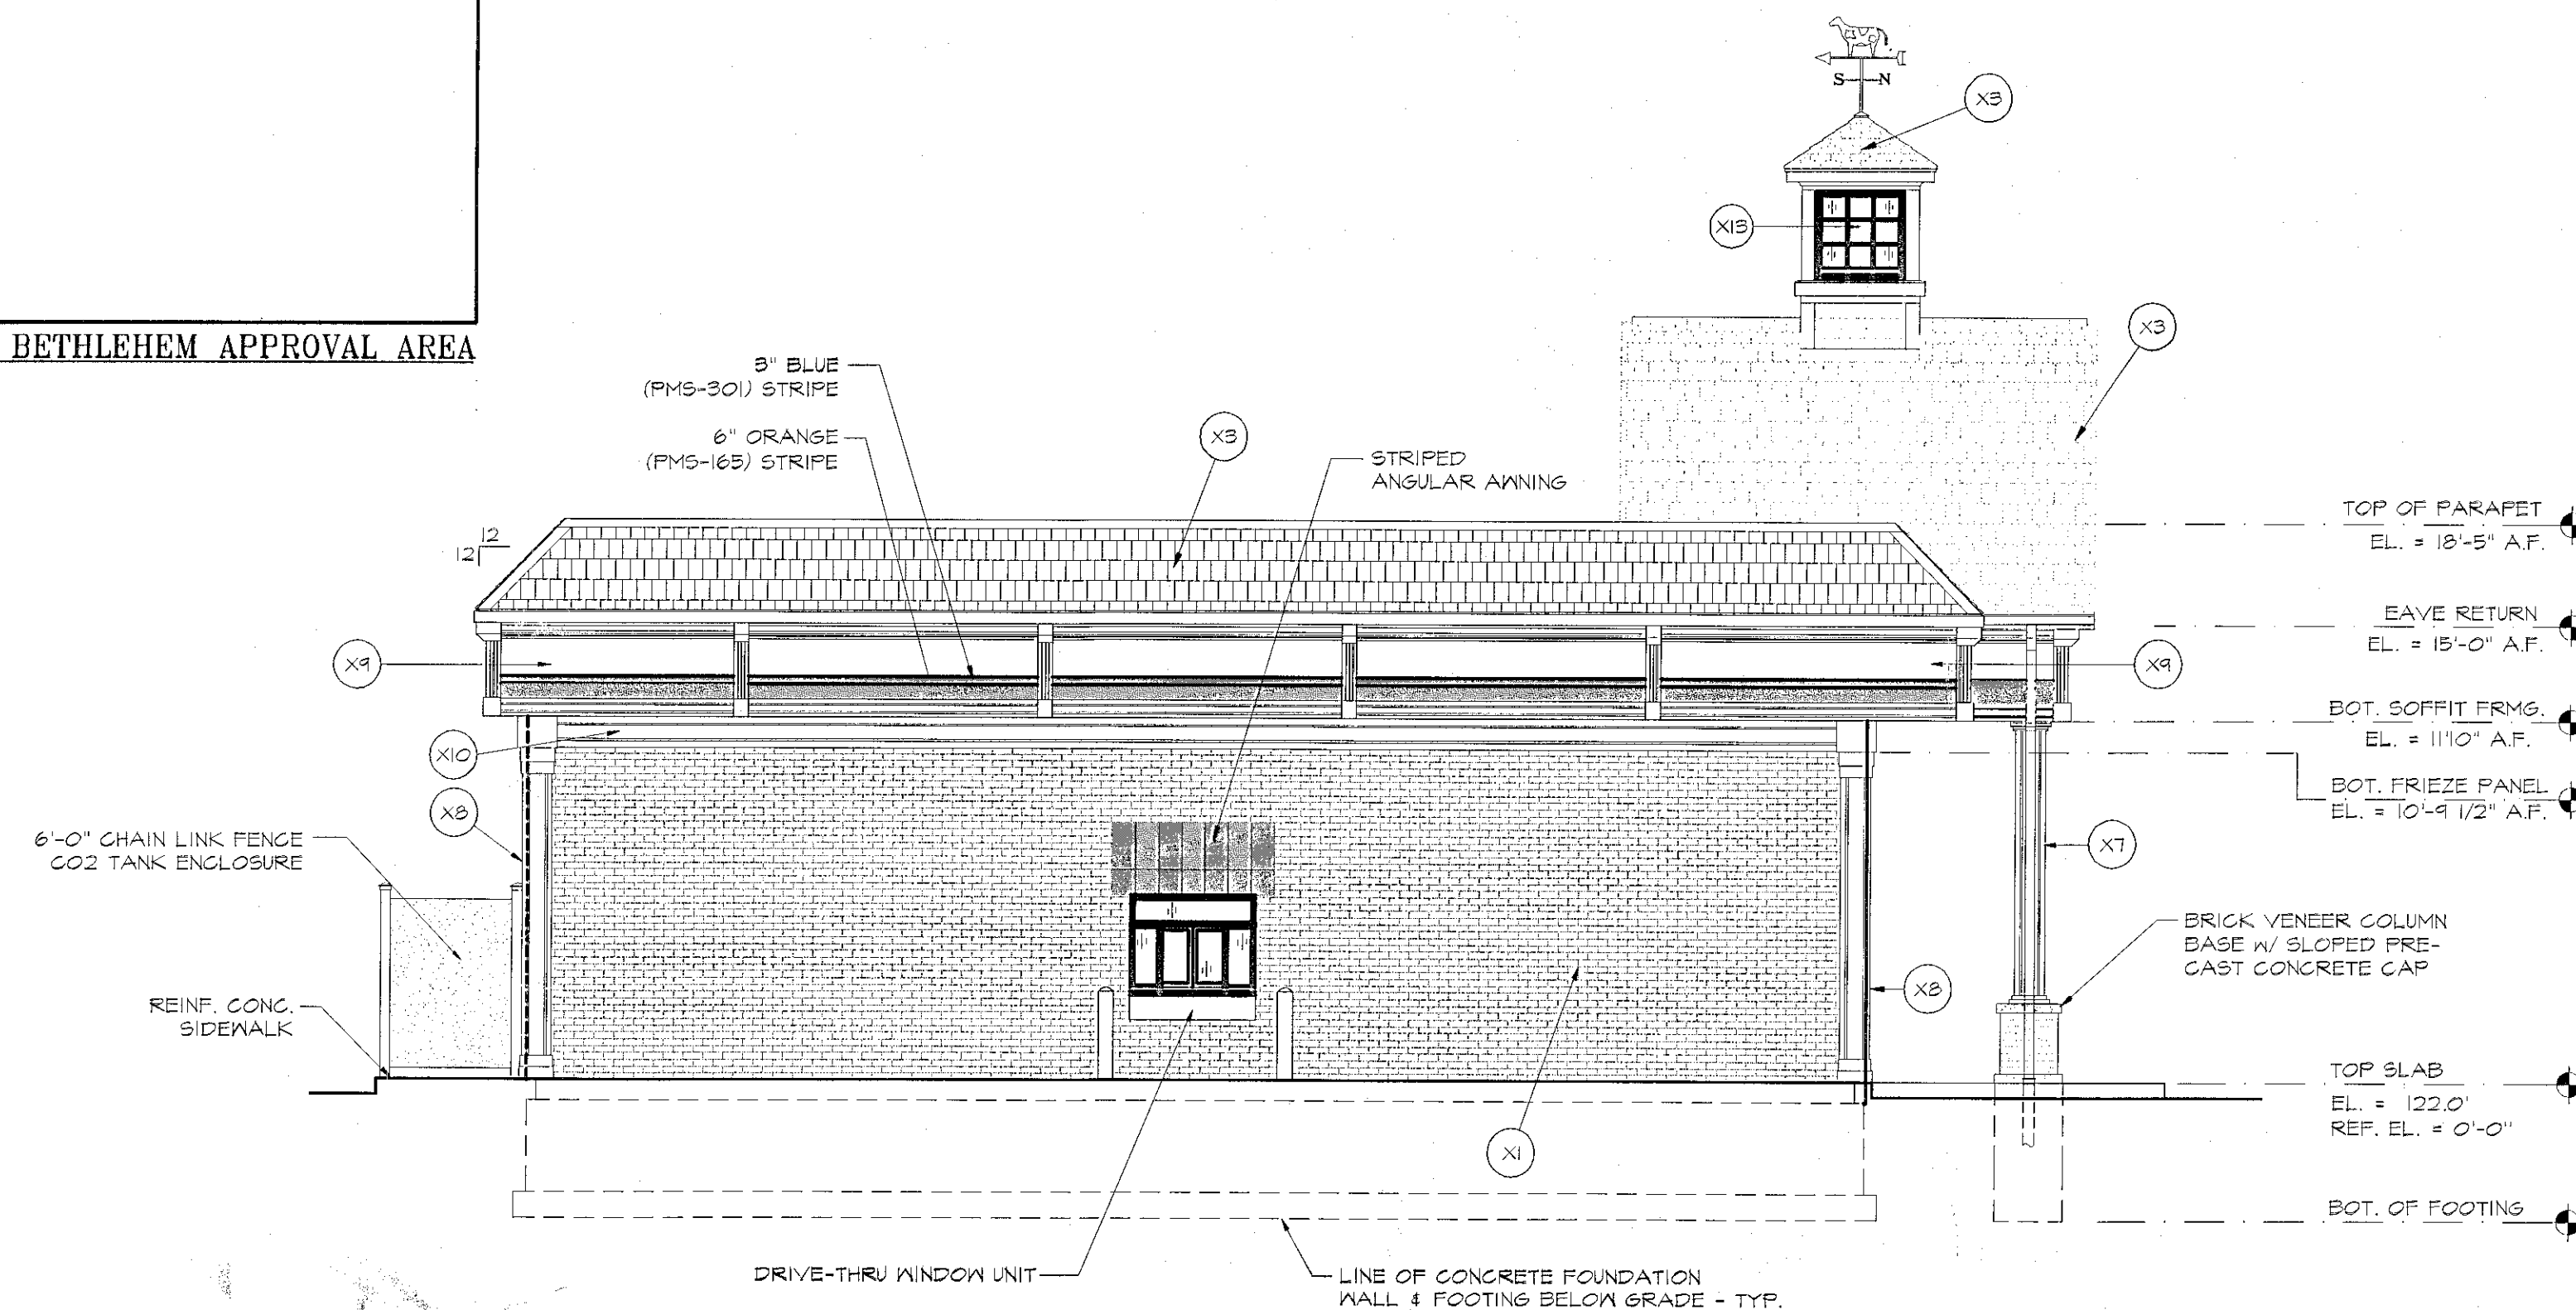 S N
X3
X13
X3
BETHLEHEM APPROVAL AREA
3" BLUE
(PMS-301) STRIPE
6" ORANGE
(PMS-165) STRIPE
X3
STRIPED
ANGULAR AWNING
12
12
TOP OF PARAPET
EL. = 18'-5" A.F.
EAVE RETURN
EL. = 15'-0" A.F.
X9
X9
BOT. SOFFIT FRMG.
EL. = 11'10" A.F.
X10
BOT. FRIEZE PANEL
EL. = 10'-9 1/2" A.F.
X8
X7
6'-0" CHAIN LINK FENCE
CO2 TANK ENCLOSURE
BRICK VENEER COLUMN
BASE W/ SLOPED PRE-
CAST CONCRETE CAP
X8
REINF. CONC.
SIDEWALK
TOP SLAB
EL. = 122.0'
REF. EL. = 0'-0"
X1
BOT. OF FOOTING
DRIVE-THRU WINDOW UNIT
LINE OF CONCRETE FOUNDATION
WALL & FOOTING BELOW GRADE - TYP.